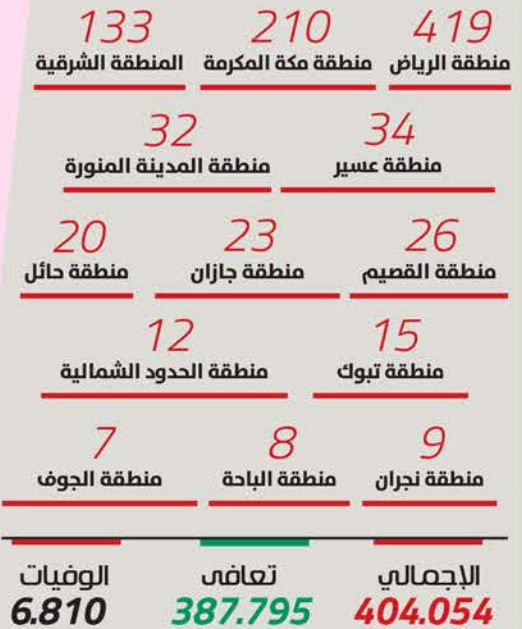 419 210 133
منطقة الرياض منطقة مكة المكرمة المنطقة الشرقية
34 32
منطقة عسير منطقة المدينة المنورة
26 23 20
منطقة القصيم منطقة جازان منطقة حائل
15 12
منطقة تبوك منطقة الحدود الشمالية
9 8 7
منطقة نجران منطقة الباحة منطقة الجوف
الإجمالي تعافى الوفيات
404.054 387.795 6.810